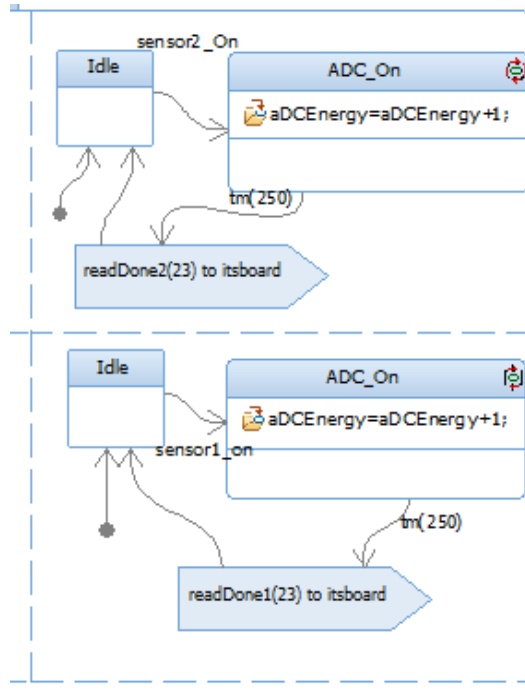 sensor2_On
Idle
ADC_On
aDCEnergy=aDCEnergy+1;
tm(250)
readDone2(23) to itsboard
Idle
ADC_On
aDCEnergy=aDCEnergy+1;
sensor1_on
tm(250)
readDone1(23) to itsboard